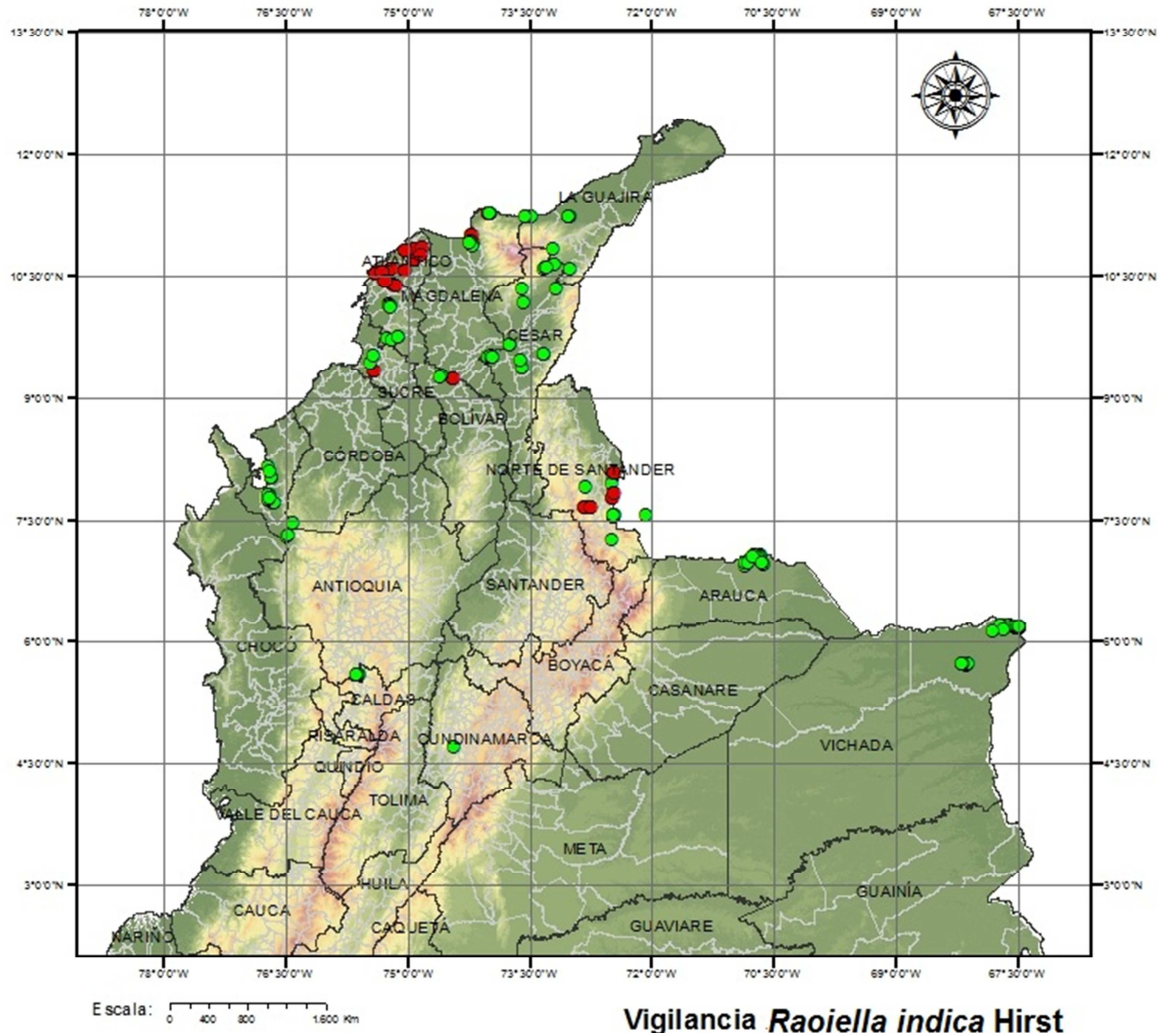 78°0'0"W 76°30'0"W 75°0'0"W 73°30'0"W 72°0'0"W 70°30'0"W 69°0'0"W 67°30'0"W
13°30'0"N 13°30'0"N
12°0'0"N 12°0'0"N
LA GUAJIRA
ATLANTICO
10°30'0"N 10°30'0"N
MAGDALENA
CESAR
9°0'0"N 9°0'0"N
SUCRE
BOLÍVAR
CÓRDOBA
NORTE DE SANTANDER
7°30'0"N 7°30'0"N
ANTIOQUIA
SANTANDER
ARAUCA
6°0'0"N 6°0'0"N
CHOCÓ
BOYACÁ
CASANARE
CALDAS
RISARALDA
CUNDINAMARCA
VICHADA
4°30'0"N 4°30'0"N
QUINDIO
TOLIMA
VALLE DEL CAUCA
META
3°0'0"N 3°0'0"N
HUILA
GUAINÍA
CAUCA
CAQUETA
GUAVIARE
NARIÑO
78°0'0"W 76°30'0"W 75°0'0"W 73°30'0"W 72°0'0"W 70°30'0"W 69°0'0"W 67°30'0"W
Escala:
0 400 800 1.600 Km
Vigilancia Raoiella indica Hirst